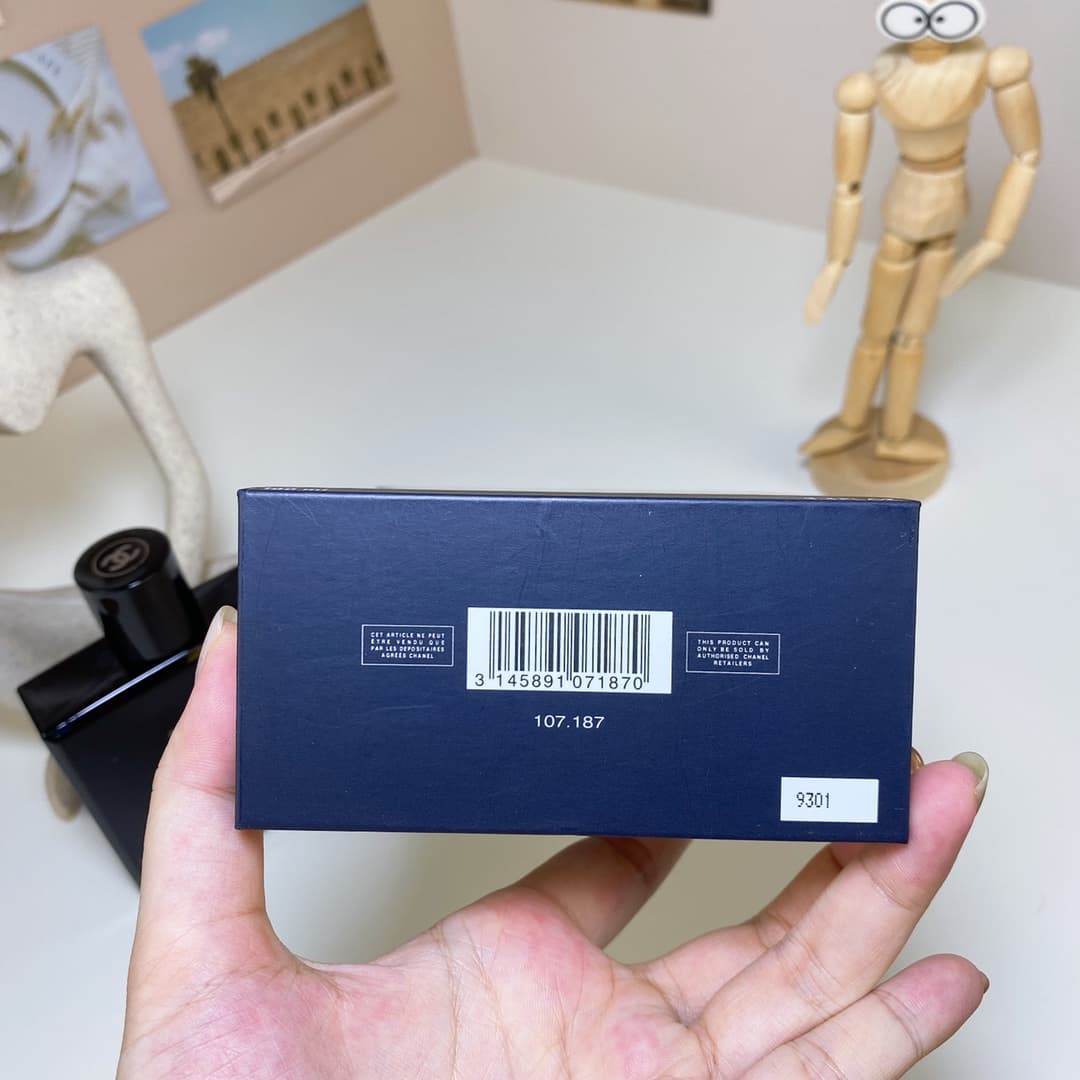 CET ARTICLE NE PEUT
ÊTRE VENDU QUE
PAR LES DEPOSITAIRES
AGRÉÉS CHANEL
3 145891 071870
THIS PRODUCT CAN
ONLY BE SOLD BY
AUTHORISED CHANEL
RETAILERS
107.187
9301